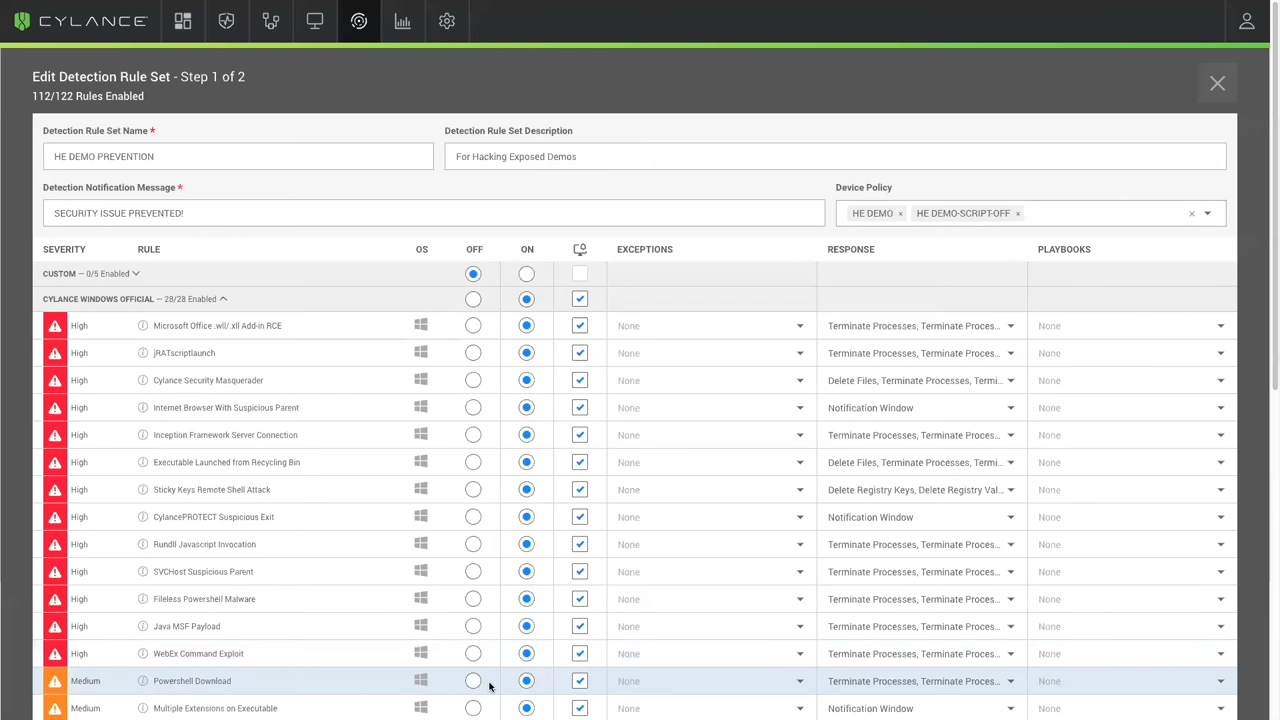 CYLANCE
Edit Detection Rule Set - Step 1 of 2
112/122 Rules Enabled
Detection Rule Set Name * Detection Rule Set Description
HE DEMO PREVENTION For Hacking Exposed Demos
Detection Notification Message * Device Policy
SECURITY ISSUE PREVENTED! HE DEMO × HE DEMO-SCRIPT-OFF ×
SEVERITY RULE OS OFF ON EXCEPTIONS RESPONSE PLAYBOOKS
CUSTOM — 0/5 Enabled
CYLANCE WINDOWS OFFICIAL — 28/28 Enabled
High Microsoft Office .wll/.xll Add-in RCE None Terminate Processes, Terminate Proces... None
High jRATscriptlaunch None Terminate Processes, Terminate Proces... None
High Cylance Security Masquerader None Delete Files, Terminate Processes, Termi... None
High Internet Browser With Suspicious Parent None Notification Window None
High Inception Framework Server Connection None Terminate Processes, Terminate Proces... None
High Executable Launched from Recycling Bin None Delete Files, Terminate Processes, Termi... None
High Sticky Keys Remote Shell Attack None Delete Registry Keys, Delete Registry Val... None
High CylancePROTECT Suspicious Exit None Notification Window None
High Rundll Javascript Invocation None Terminate Processes, Terminate Proces... None
High SVCHost Suspicious Parent None Terminate Processes, Terminate Proces... None
High Fileless Powershell Malware None Terminate Processes, Terminate Proces... None
High Java MSF Payload None Terminate Processes, Terminate Proces... None
High WebEx Command Exploit None Terminate Processes, Terminate Proces... None
Medium Powershell Download None Terminate Processes, Terminate Proces... None
Medium Multiple Extensions on Executable None Notification Window None